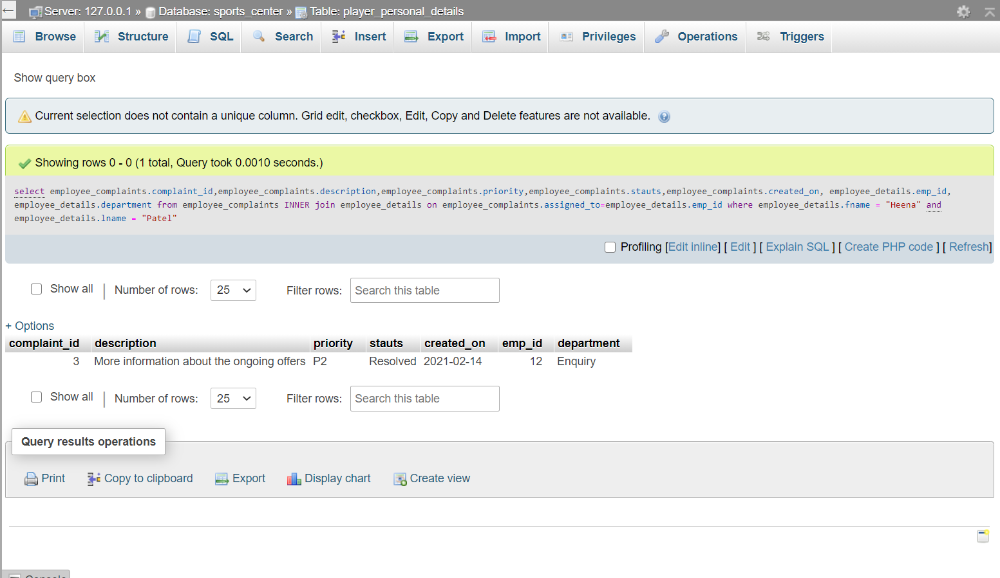 Server: 127.0.0.1 » Database: sports_center » Table: player_personal_details
Browse Structure SQL Search Insert Export Import Privileges Operations Triggers
Show query box
Current selection does not contain a unique column. Grid edit, checkbox, Edit, Copy and Delete features are not available.
Showing rows 0 - 0 (1 total, Query took 0.0010 seconds.)
select employee_complaints.complaint_id,employee_complaints.description,employee_complaints.priority,employee_complaints.stauts,employee_complaints.created_on, employee_details.emp_id,
employee_details.department from employee_complaints INNER join employee_details on employee_complaints.assigned_to=employee_details.emp_id where employee_details.fname = "Heena" and
employee_details.lname = "Patel"
Profiling [Edit inline] [ Edit ] [ Explain SQL ] [ Create PHP code ] [ Refresh]
Show all | Number of rows: 25 Filter rows: Search this table
+ Options
complaint_id description priority stauts created_on emp_id department
3 More information about the ongoing offers P2 Resolved 2021-02-14 12 Enquiry
Show all | Number of rows: 25 Filter rows: Search this table
Query results operations
Print Copy to clipboard Export Display chart Create view
Console